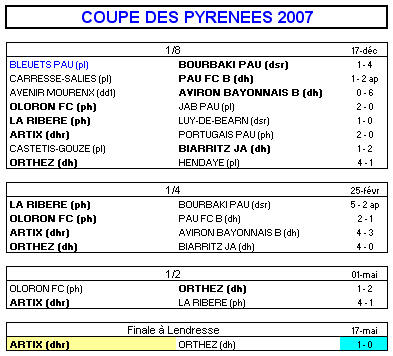 COUPE DES PYRENEES 2007
1/8 17-déc
BLEUETS PAU (pl) BOURBAKI PAU (dsr) 1 - 4
CARRESSE-SALIES (pl) PAU FC B (dh) 1 - 2 ap
AVENIR MOURENX (dd1) AVIRON BAYONNAIS B (dh) 0 - 6
OLORON FC (ph) JAB PAU (pl) 2 - 0
LA RIBERE (ph) LUY-DE-BEARN (dsr) 1 - 0
ARTIX (dhr) PORTUGAIS PAU (ph) 2 - 0
CASTETIS-GOUZE (pl) BIARRITZ JA (dh) 1 - 2
ORTHEZ (dh) HENDAYE (pl) 4 - 1
1/4 25-févr
LA RIBERE (ph) BOURBAKI PAU (dsr) 5 - 2 ap
OLORON FC (ph) PAU FC B (dh) 2 - 1
ARTIX (dhr) AVIRON BAYONNAIS B (dh) 4 - 3
ORTHEZ (dh) BIARRITZ JA (dh) 4 - 0
1/2 01-mai
OLORON FC (ph) ORTHEZ (dh) 1 - 2
ARTIX (dhr) LA RIBERE (ph) 4 - 1
Finale à Lendresse 17-mai
ARTIX (dhr) ORTHEZ (dh) 1 - 0